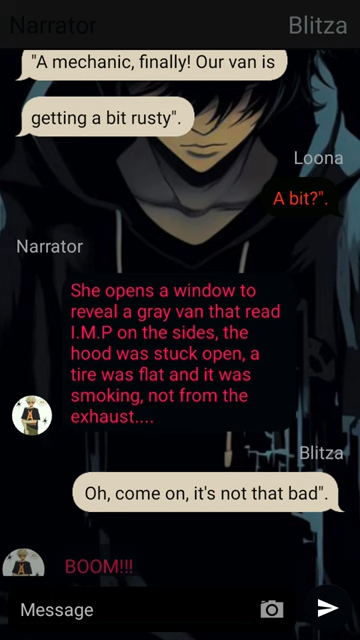 Narrator
Blitza
"A mechanic, finally! Our van is
getting a bit rusty".
Loona
A bit?".
Narrator
She opens a window to
reveal a gray van that read
I.M.P on the sides, the
hood was stuck open, a
tire was flat and it was
smoking, not from the
exhaust....
Blitza
Oh, come on, it's not that bad".
BOOM!!!
Message